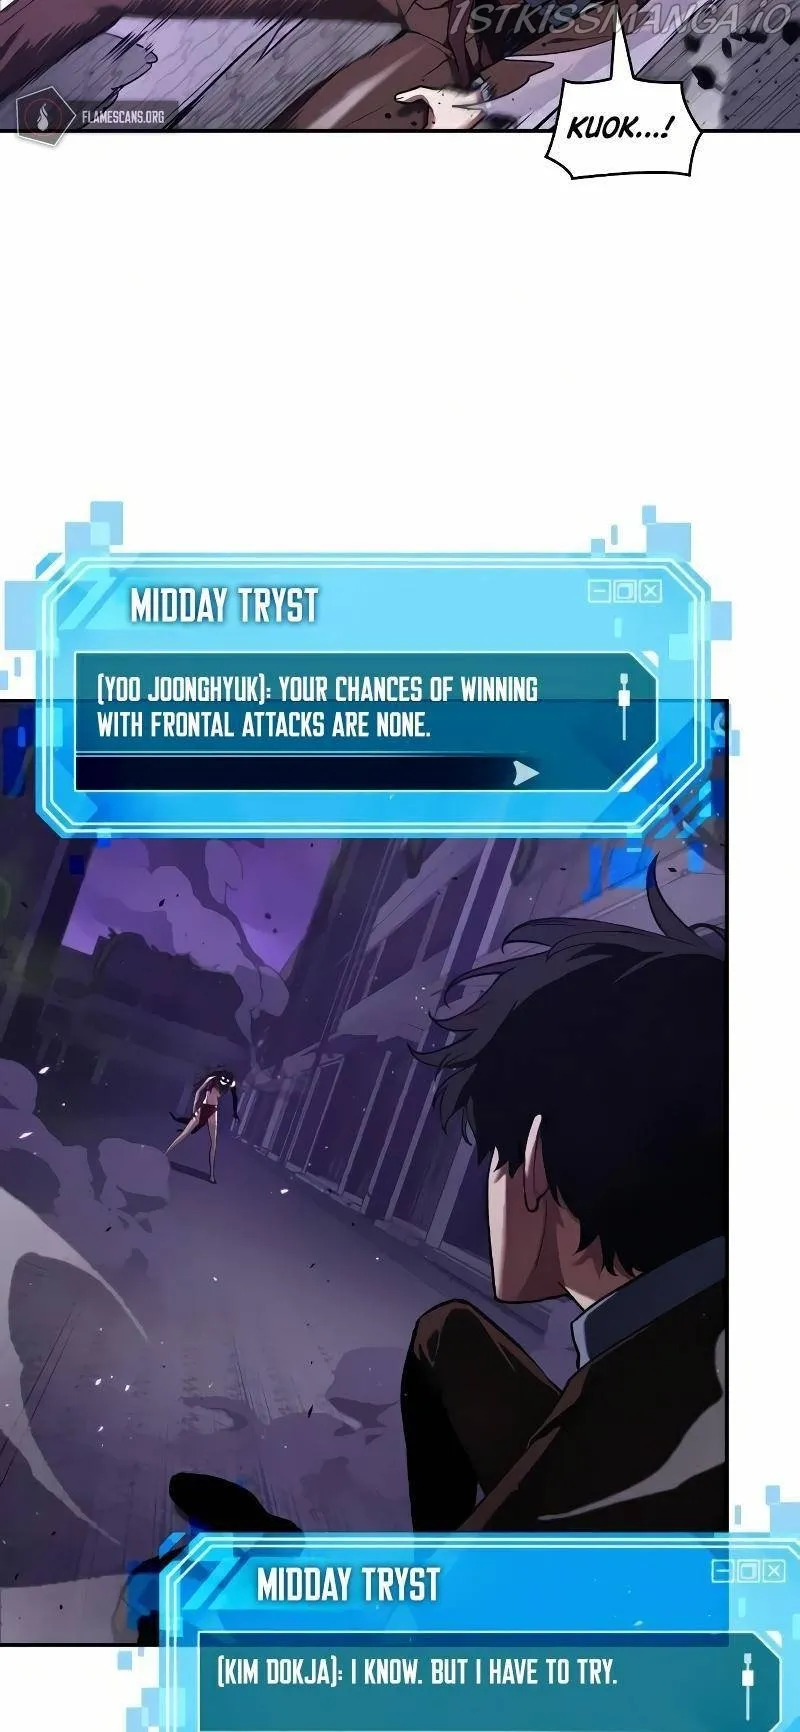 1STKISSMANGA.IO
FLAMESCANS.ORG
KUOK...!
MIDDAY TRYST
(YOO JOONGHYUK): YOUR CHANCES OF WINNING
WITH FRONTAL ATTACKS ARE NONE.
MIDDAY TRYST
(KIM DOKJA): I KNOW. BUT I HAVE TO TRY.